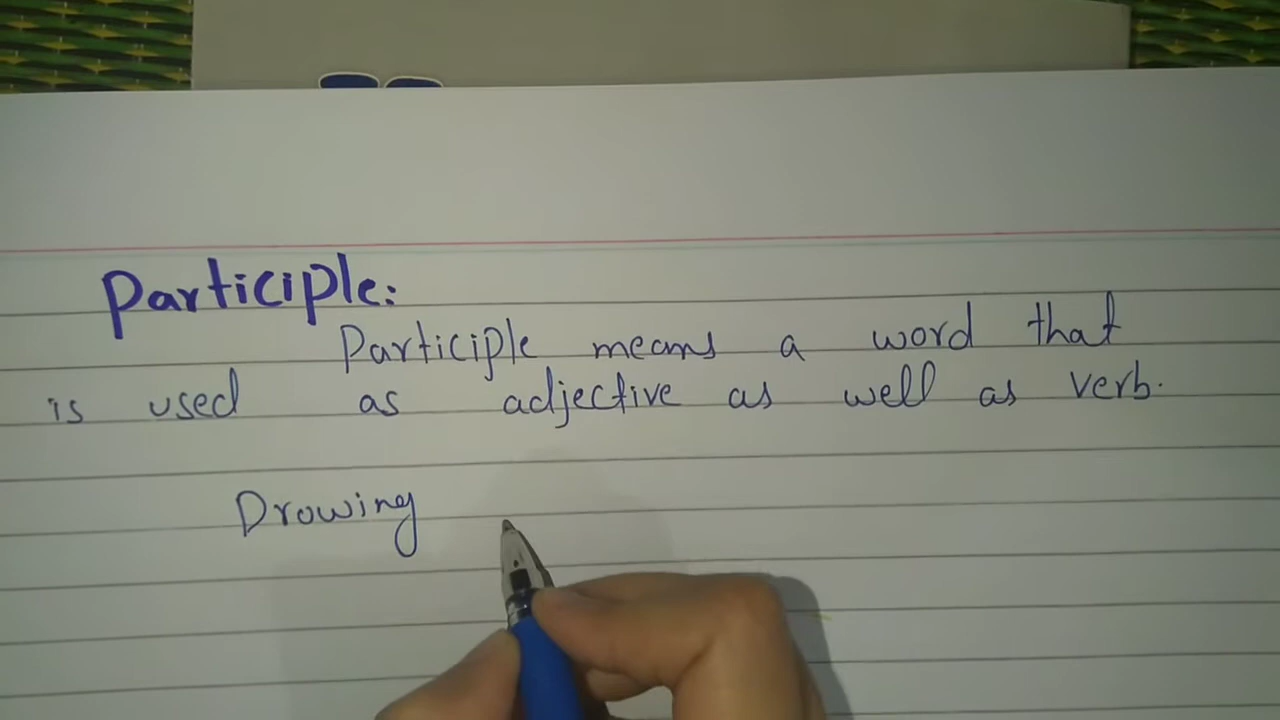 Participle:
Participle means a word that
is used as adjective as well as verb.
Drowing